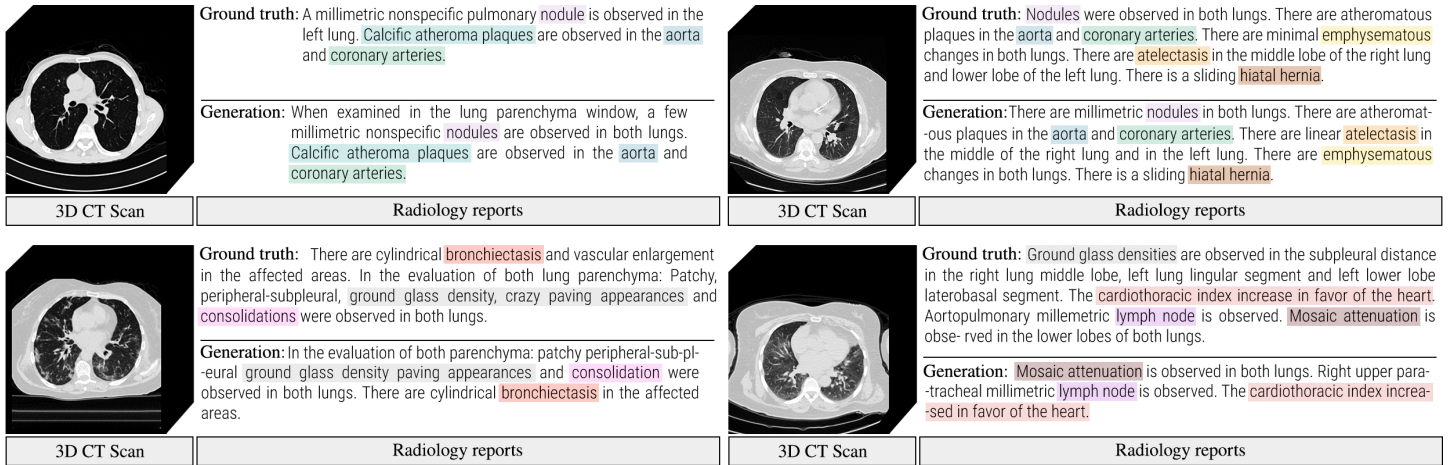 Ground truth: A millimetric nonspecific pulmonary nodule is observed in the
left lung. Calcific atheroma plaques are observed in the aorta
and coronary arteries.
Generation: When examined in the lung parenchyma window, a few
millimetric nonspecific nodules are observed in both lungs.
Calcific atheroma plaques are observed in the aorta and
coronary arteries.
3D CT Scan
Radiology reports
Ground truth: Nodules were observed in both lungs. There are atheromatous
plaques in the aorta and coronary arteries. There are minimal emphysematous
changes in both lungs. There are atelectasis in the middle lobe of the right lung
and lower lobe of the left lung. There is a sliding hiatal hernia.
Generation: There are millimetric nodules in both lungs. There are atheromat-
-ous plaques in the aorta and coronary arteries. There are linear atelectasis in
the middle of the right lung and in the left lung. There are emphysematous
changes in both lungs. There is a sliding hiatal hernia.
3D CT Scan
Radiology reports
Ground truth: There are cylindrical bronchiectasis and vascular enlargement
in the affected areas. In the evaluation of both lung parenchyma: Patchy,
peripheral-subpleural, ground glass density, crazy paving appearances and
consolidations were observed in both lungs.
Generation: In the evaluation of both parenchyma: patchy peripheral-sub-pl-
-eural ground glass density paving appearances and consolidation were
observed in both lungs. There are cylindrical bronchiectasis in the affected
areas.
3D CT Scan
Radiology reports
Ground truth: Ground glass densities are observed in the subpleural distance
in the right lung middle lobe, left lung lingular segment and left lower lobe
laterobasal segment. The cardiothoracic index increase in favor of the heart.
Aortopulmonary millemetric lymph node is observed. Mosaic attenuation is
obse- rved in the lower lobes of both lungs.
Generation: Mosaic attenuation is observed in both lungs. Right upper para-
-tracheal millimetric lymph node is observed. The cardiothoracic index increa-
-sed in favor of the heart.
3D CT Scan
Radiology reports